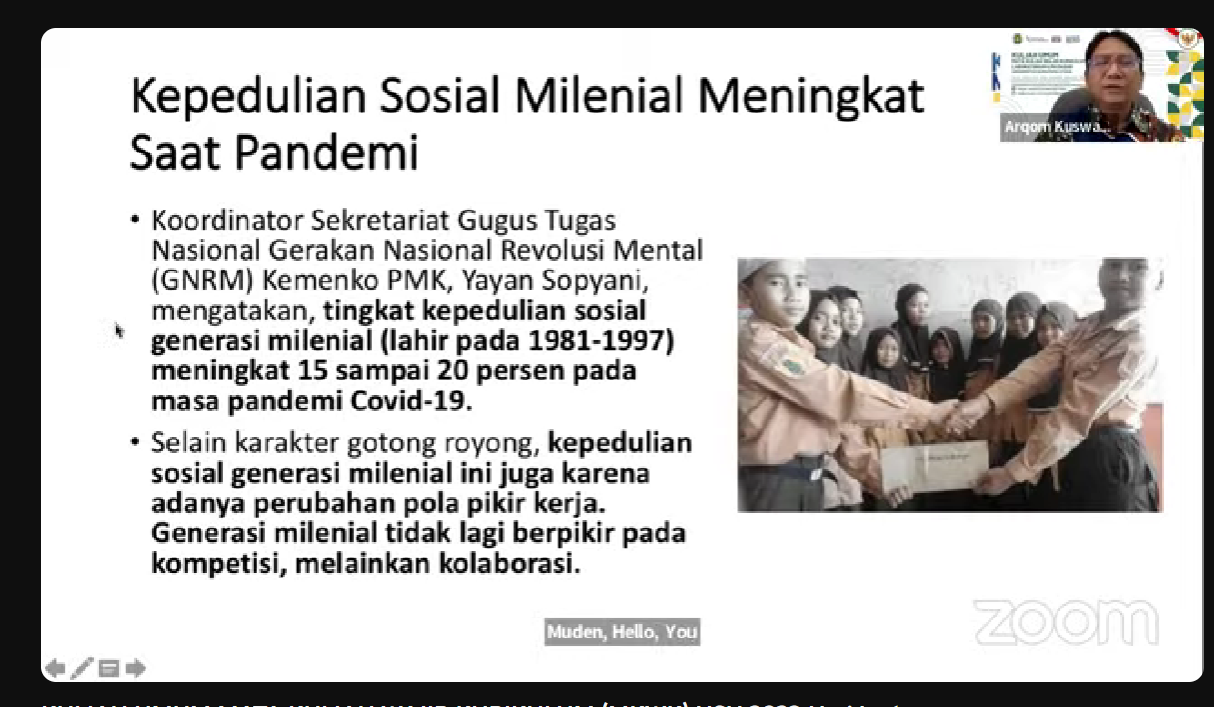 Kepedulian Sosial Milenial Meningkat
Saat Pandemi
• Koordinator Sekretariat Gugus Tugas
Nasional Gerakan Nasional Revolusi Mental
(GNRM) Kemenko PMK, Yayan Sopyani,
mengatakan, tingkat kepedulian sosial
generasi milenial (lahir pada 1981-1997)
meningkat 15 sampai 20 persen pada
masa pandemi Covid-19.
• Selain karakter gotong royong, kepedulian
sosial generasi milenial ini juga karena
adanya perubahan pola pikir kerja.
Generasi milenial tidak lagi berpikir pada
kompetisi, melainkan kolaborasi.
KULIAH UMUM
Arqom Kuswa...
zoom
Muden, Hello, You